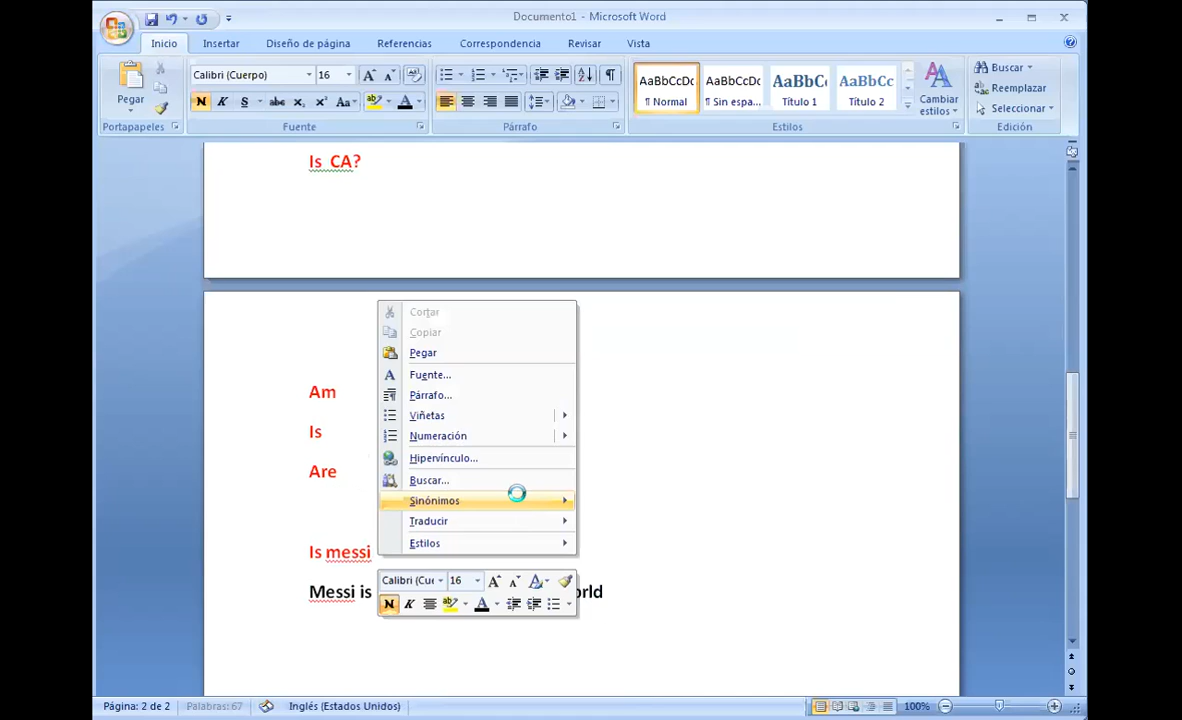 Documento1 - Microsoft Word
Inicio Insertar Diseño de página Referencias Correspondencia Revisar Vista
Calibri (Cuerpo) 16
Pegar
N K S abc x₂ x² Aa A
AaBbCcDc AaBbCcDc AaBbC AaBbCc
¶ Normal ¶ Sin espa... Título 1 Título 2
Cambiar estilos
Buscar
Reemplazar
Seleccionar
Portapapeles Fuente Párrafo Estilos Edición
Is CA?
Cortar
Copiar
Pegar
Fuente...
Párrafo...
Viñetas
Numeración
Hipervínculo...
Buscar...
Sinónimos
Traducir
Estilos
Am
Is
Are
Is messi
Calibri (Cue 16
N K
Messi is
Página: 2 de 2 Palabras: 67 Inglés (Estados Unidos) 100%